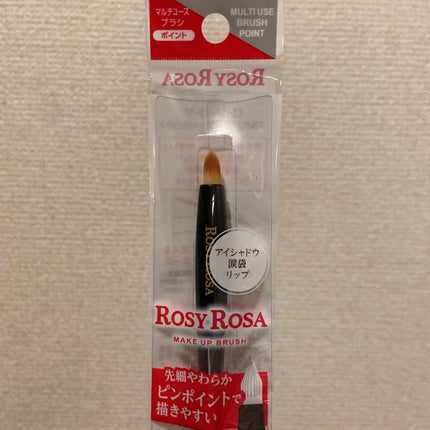 マルチユース
ブラシ
ポイント
MULTI USE
BRUSH
POINT
ROSY ROSA
ROSY ROSA
アイシャドウ
涙袋
リップ
ROSY ROSA
MAKE UP BRUSH
先細やわらか
ピンポイントで
描きやすい